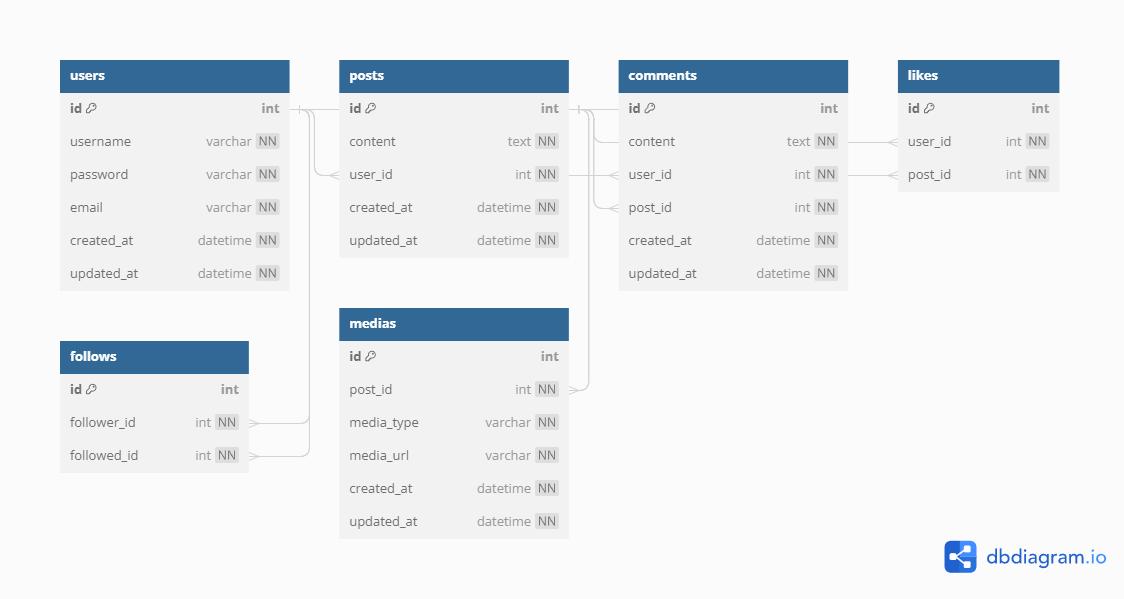 users
id int
username varchar NN
password varchar NN
email varchar NN
created_at datetime NN
updated_at datetime NN
posts
id int
content text NN
user_id int NN
created_at datetime NN
updated_at datetime NN
comments
id int
content text NN
user_id int NN
post_id int NN
created_at datetime NN
updated_at datetime NN
likes
id int
user_id int NN
post_id int NN
follows
id int
follower_id int NN
followed_id int NN
medias
id int
post_id int NN
media_type varchar NN
media_url varchar NN
created_at datetime NN
updated_at datetime NN
dbdiagram.io